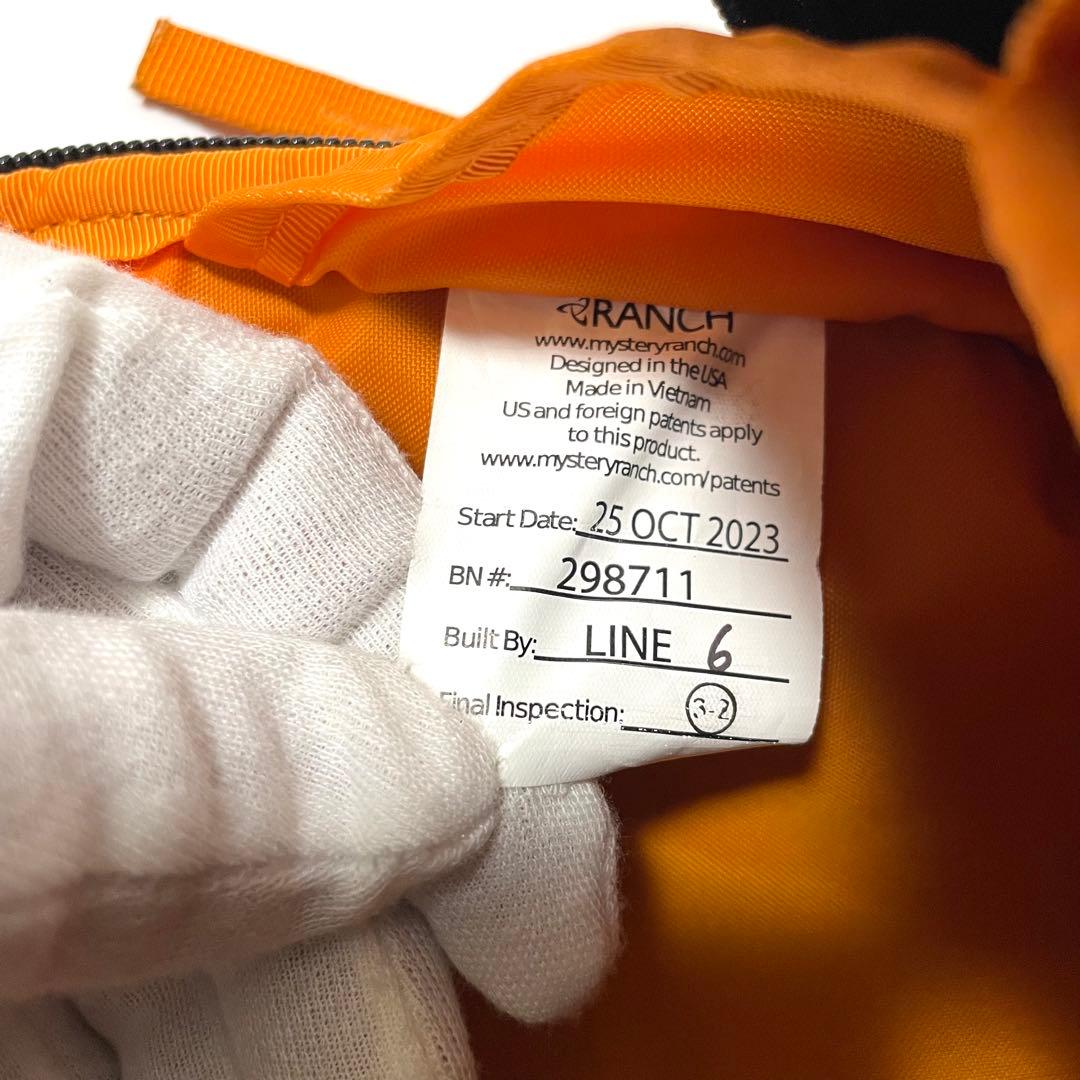 RANCH
www.mysteryranch.com
Designed in the USA
Made in Vietnam
US and foreign patents apply
to this product.
www.mysteryranch.com/patents
Start Date: 25 OCT 2023
BN #: 298711
Built By: LINE 6
Final Inspection: 3-2